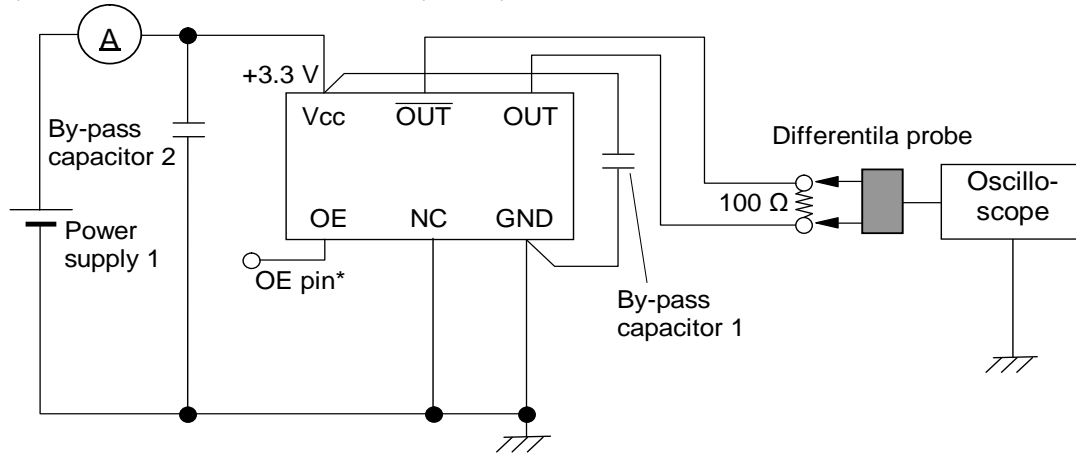 A
+3.3 V
Vcc
OUT
OUT
By-pass
capacitor 2
Differentila probe
Oscillo-
scope
100 Ω
OE
NC
GND
Power
supply 1
OE pin*
By-pass
capacitor 1